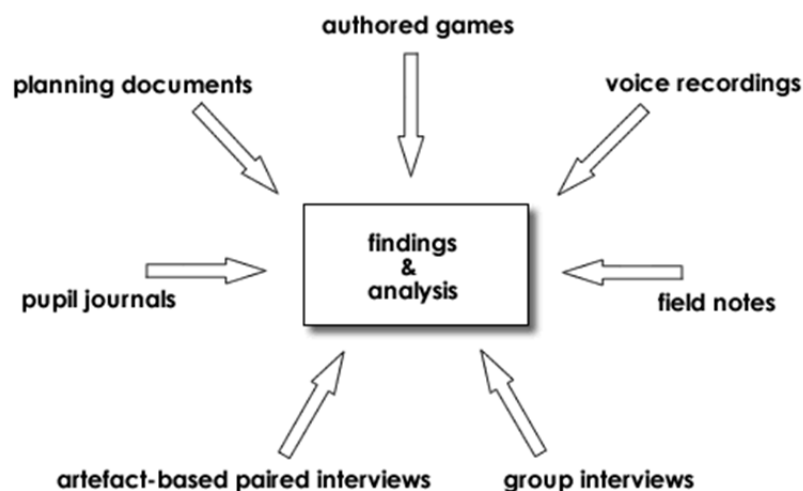 authored games
planning documents
voice recordings
findings
&
analysis
pupil journals
field notes
artefact-based paired interviews
group interviews